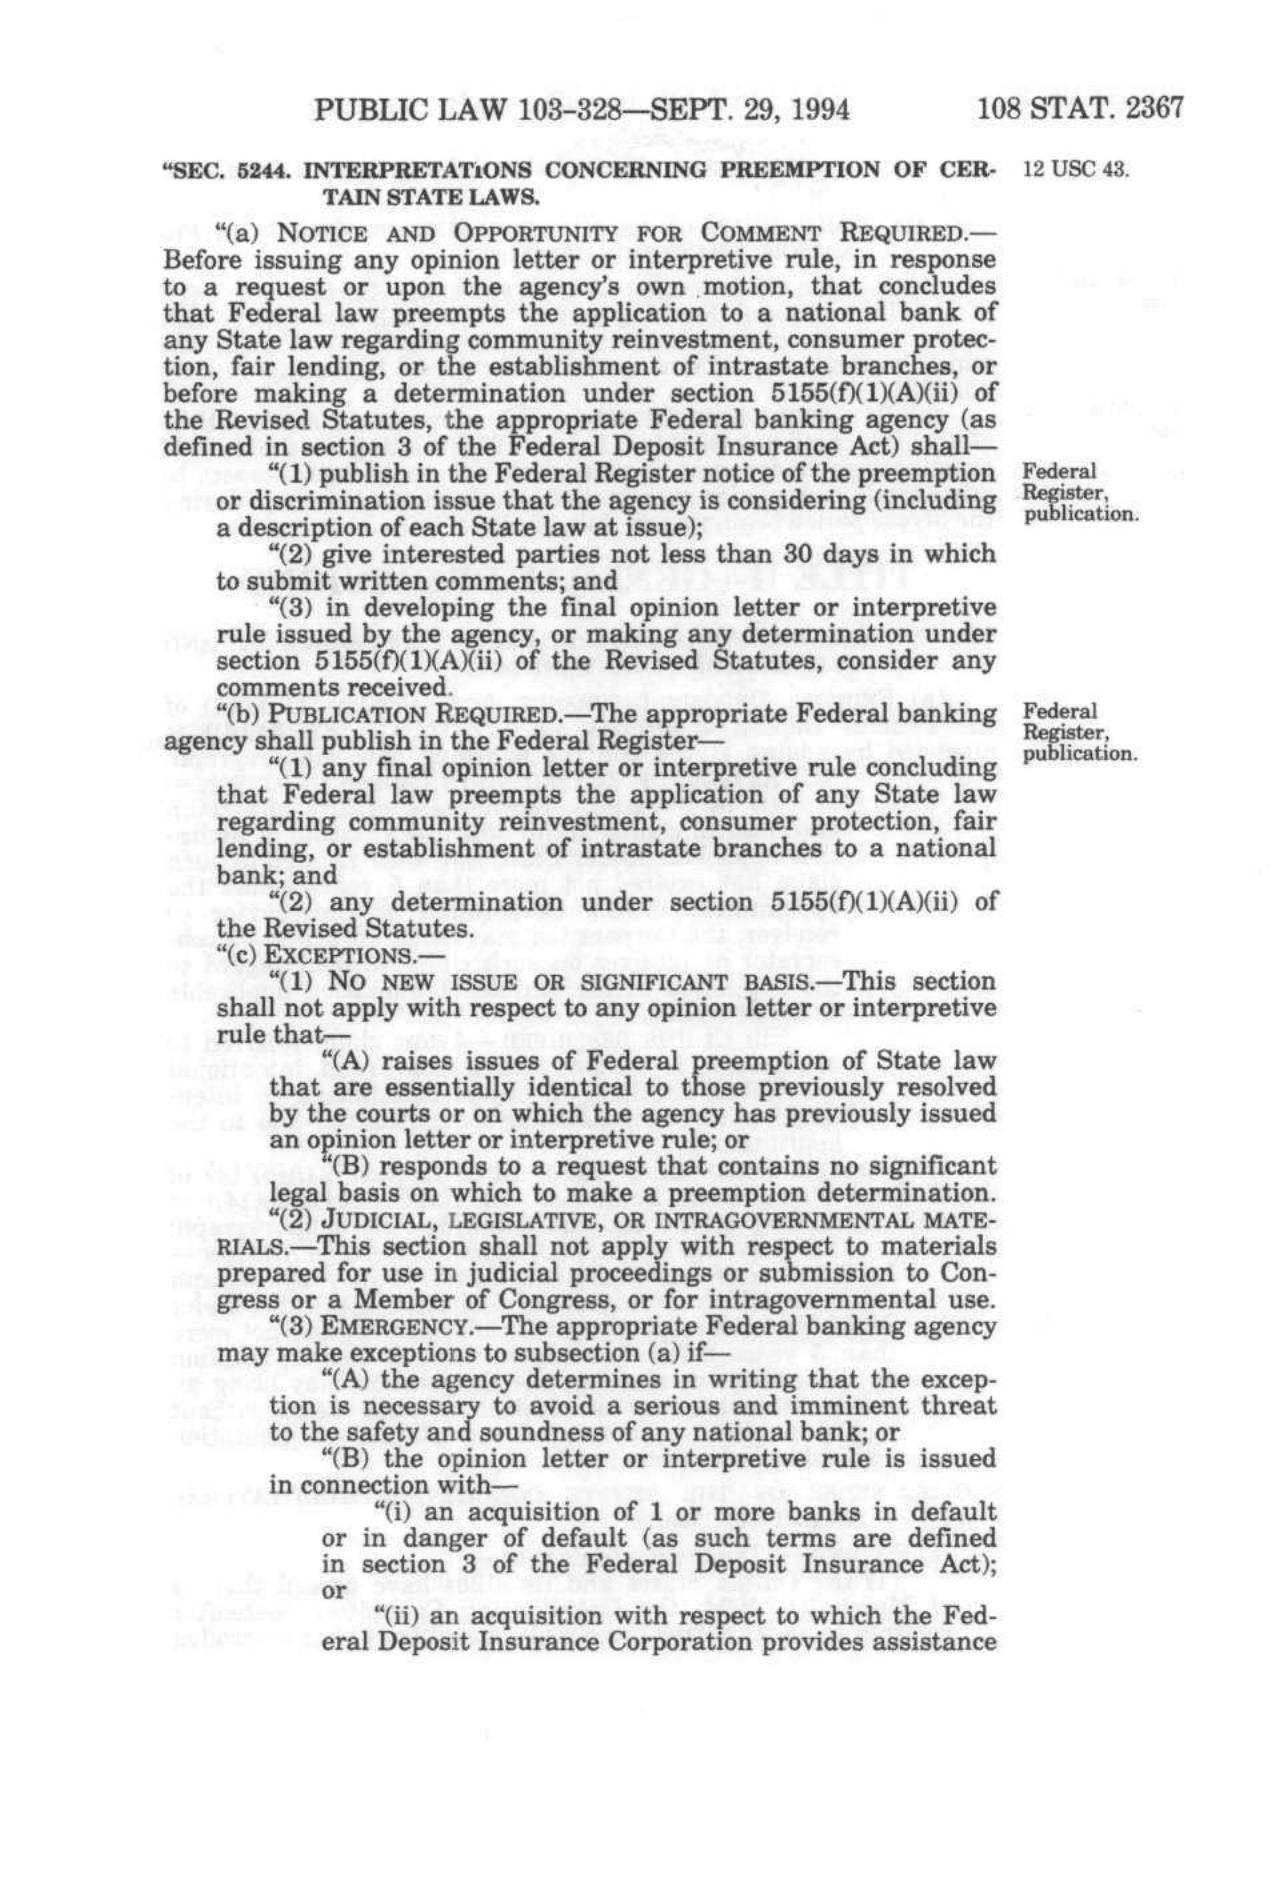 PUBLIC LAW 103–328—SEPT. 29, 1994 108 STAT. 2367
“SEC. 5244. INTERPRETATIONS CONCERNING PREEMPTION OF CER- 12 USC 43.
TAIN STATE LAWS.
“(a) NOTICE AND OPPORTUNITY FOR COMMENT REQUIRED.—
Before issuing any opinion letter or interpretive rule, in response
to a request or upon the agency’s own motion, that concludes
that Federal law preempts the application to a national bank of
any State law regarding community reinvestment, consumer protec-
tion, fair lending, or the establishment of intrastate branches, or
before making a determination under section 5155(f)(1)(A)(ii) of
the Revised Statutes, the appropriate Federal banking agency (as
defined in section 3 of the Federal Deposit Insurance Act) shall—
“(1) publish in the Federal Register notice of the preemption
or discrimination issue that the agency is considering (including
a description of each State law at issue);
Federal
Register,
publication.
“(2) give interested parties not less than 30 days in which
to submit written comments; and
“(3) in developing the final opinion letter or interpretive
rule issued by the agency, or making any determination under
section 5155(f)(1)(A)(ii) of the Revised Statutes, consider any
comments received.
“(b) PUBLICATION REQUIRED.—The appropriate Federal banking
agency shall publish in the Federal Register—
Federal
Register,
publication.
“(1) any final opinion letter or interpretive rule concluding
that Federal law preempts the application of any State law
regarding community reinvestment, consumer protection, fair
lending, or establishment of intrastate branches to a national
bank; and
“(2) any determination under section 5155(f)(1)(A)(ii) of
the Revised Statutes.
“(c) EXCEPTIONS.—
“(1) NO NEW ISSUE OR SIGNIFICANT BASIS.—This section
shall not apply with respect to any opinion letter or interpretive
rule that—
“(A) raises issues of Federal preemption of State law
that are essentially identical to those previously resolved
by the courts or on which the agency has previously issued
an opinion letter or interpretive rule; or
“(B) responds to a request that contains no significant
legal basis on which to make a preemption determination.
“(2) JUDICIAL, LEGISLATIVE, OR INTRAGOVERNMENTAL MATE-
RIALS.—This section shall not apply with respect to materials
prepared for use in judicial proceedings or submission to Con-
gress or a Member of Congress, or for intragovernmental use.
“(3) EMERGENCY.—The appropriate Federal banking agency
may make exceptions to subsection (a) if—
“(A) the agency determines in writing that the excep-
tion is necessary to avoid a serious and imminent threat
to the safety and soundness of any national bank; or
“(B) the opinion letter or interpretive rule is issued
in connection with—
“(i) an acquisition of 1 or more banks in default
or in danger of default (as such terms are defined
in section 3 of the Federal Deposit Insurance Act);
or
“(ii) an acquisition with respect to which the Fed-
eral Deposit Insurance Corporation provides assistance